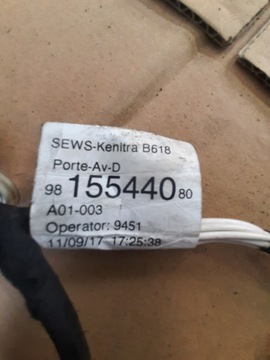 SEWS-Kenitra B618
Porte-Av-D
98 155440 80
A01-003
Operator: 9451
11/09/17 17:25:38